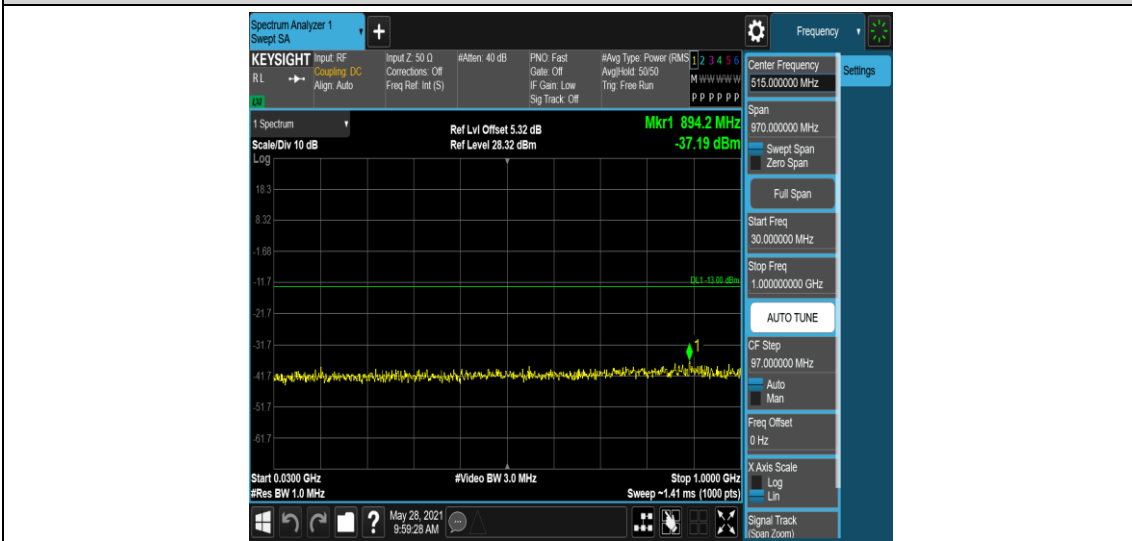 Spectrum Analyzer 1
Swept SA
+
Frequency
KEYSIGHT
RL
LXI
Input: RF
Coupling: DC
Align: Auto
Input Z: 50 Ω
Corrections: Off
Freq Ref: Int (S)
#Atten: 40 dB
PNO: Fast
Gate: Off
IF Gain: Low
Sig Track: Off
#Avg Type: Power (RMS
Avg|Hold: 50/50
Trig: Free Run
1 2 3 4 5 6
M W W W W W
P P P P P P
Center Frequency
515.000000 MHz
Settings
Span
970.000000 MHz
Swept Span
Zero Span
Full Span
Start Freq
30.000000 MHz
Stop Freq
1.000000000 GHz
AUTO TUNE
CF Step
97.000000 MHz
Auto
Man
Freq Offset
0 Hz
X Axis Scale
Log
Lin
Signal Track
(Span Zoom)
1 Spectrum
Scale/Div 10 dB
Log
Ref Lvl Offset 5.32 dB
Ref Level 28.32 dBm
Mkr1 894.2 MHz
-37.19 dBm
18.3
8.32
-1.68
-11.7
DL1 -13.00 dBm
-21.7
-31.7
1
-41.7
-51.7
-61.7
Start 0.0300 GHz
#Res BW 1.0 MHz
#Video BW 3.0 MHz
Stop 1.0000 GHz
Sweep ~1.41 ms (1000 pts)
?
May 28, 2021
9:59:28 AM